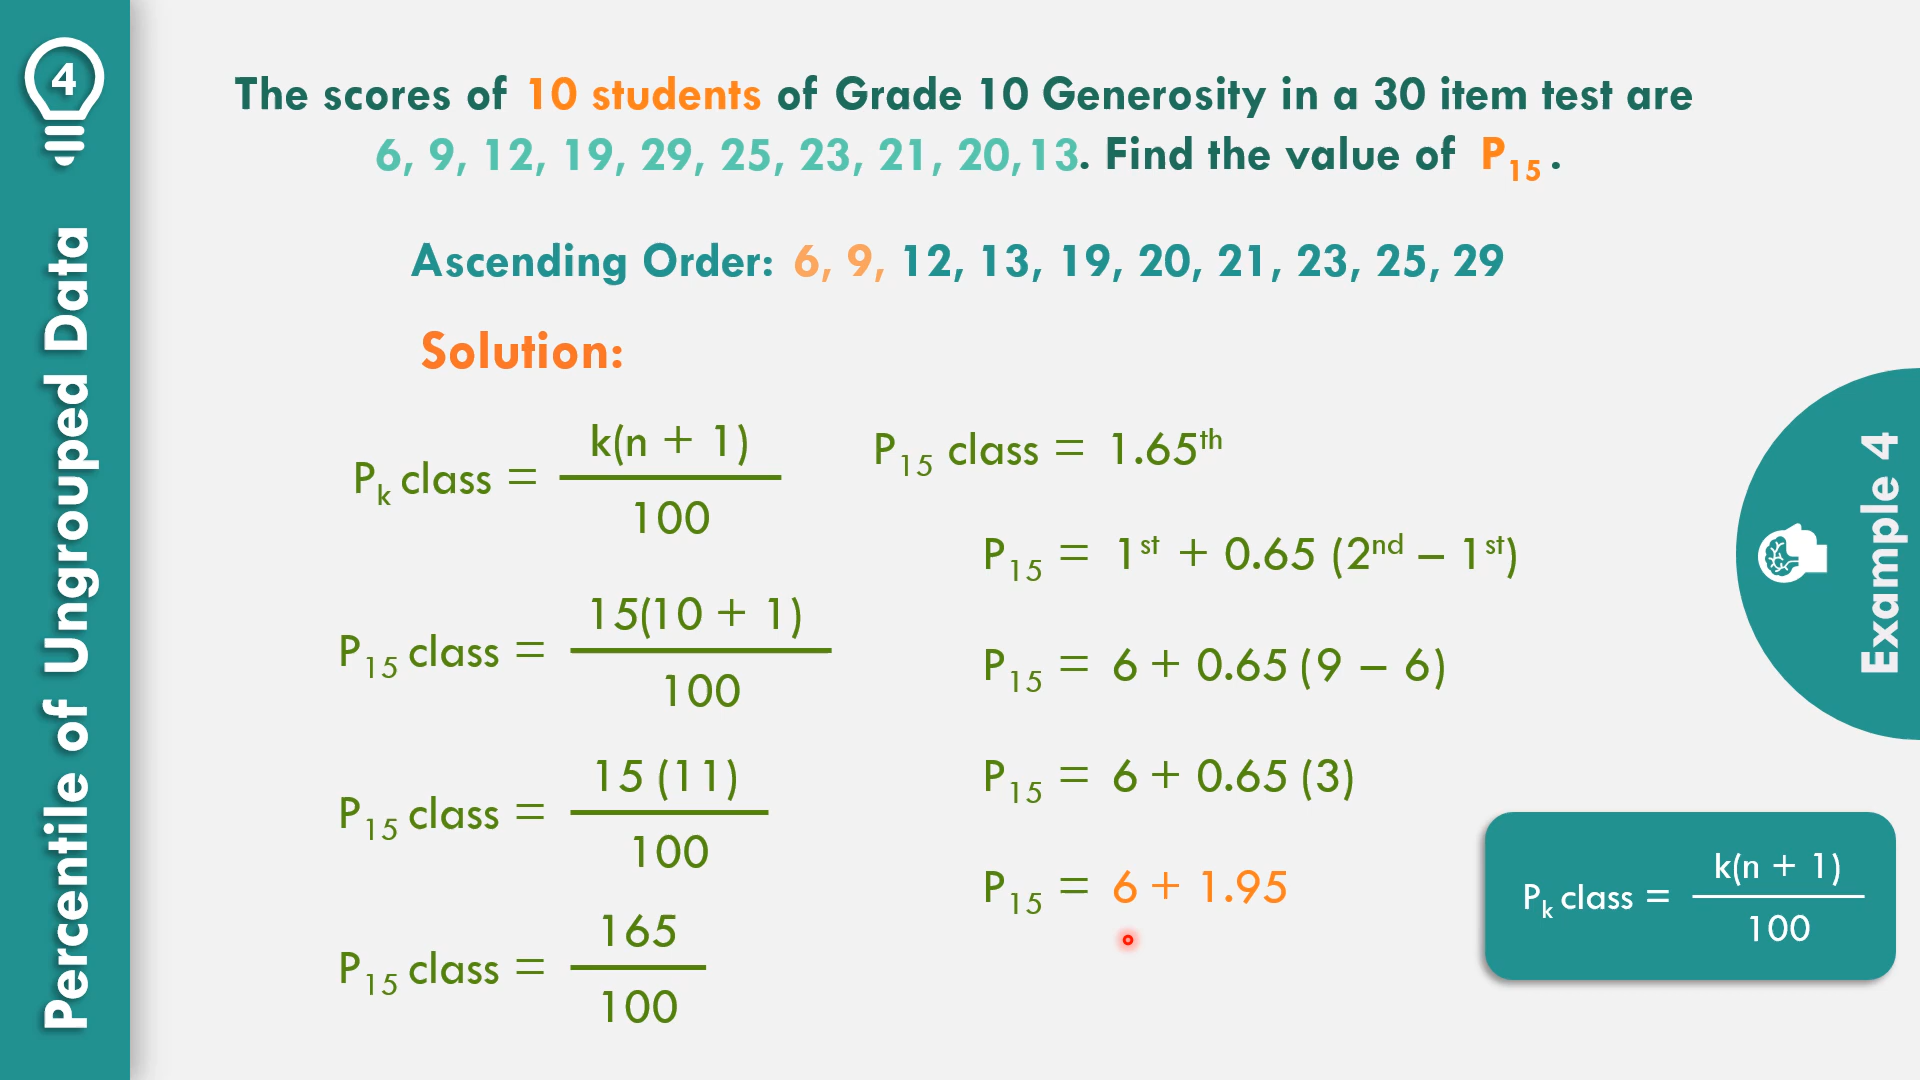 4
Percentile of Ungrouped Data
The scores of 10 students of Grade 10 Generosity in a 30 item test are
6, 9, 12, 19, 29, 25, 23, 21, 20, 13. Find the value of P15 .
Ascending Order: 6, 9, 12, 13, 19, 20, 21, 23, 25, 29
Solution:
Pk class = k(n + 1)
100
P15 class = 15(10 + 1)
100
P15 class = 15 (11)
100
P15 class = 165
100
P15 class = 1.65th
P15 = 1st + 0.65 (2nd – 1st)
P15 = 6 + 0.65 (9 – 6)
P15 = 6 + 0.65 (3)
P15 = 6 + 1.95
Example 4
Pk class = k(n + 1)
100